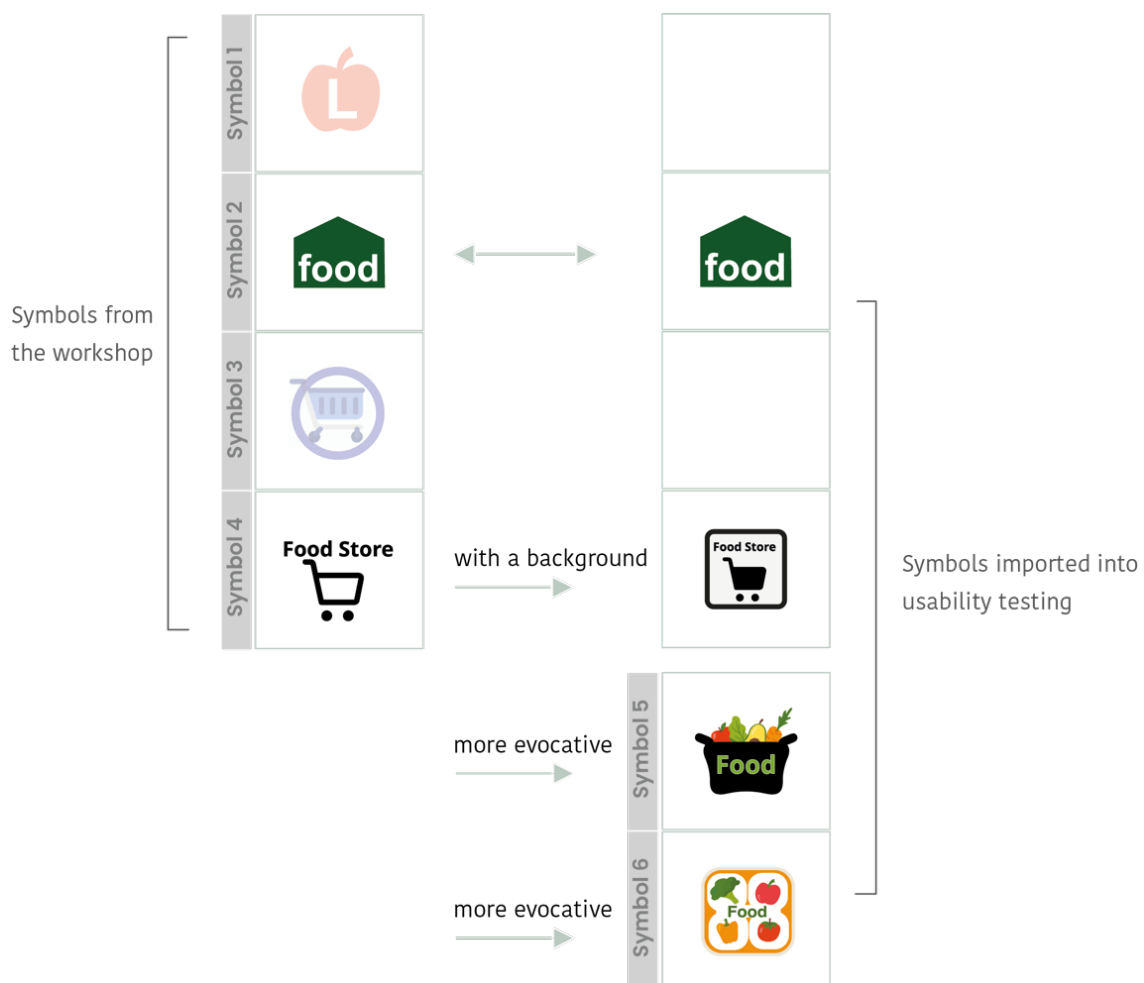 Symbol 1
L
Symbol 2
food
food
Symbols from
the workshop
Symbol 3
Symbol 4
Food Store
with a background
Food Store
Symbols imported into
usability testing
more evocative
Symbol 5
Food
more evocative
Symbol 6
Food